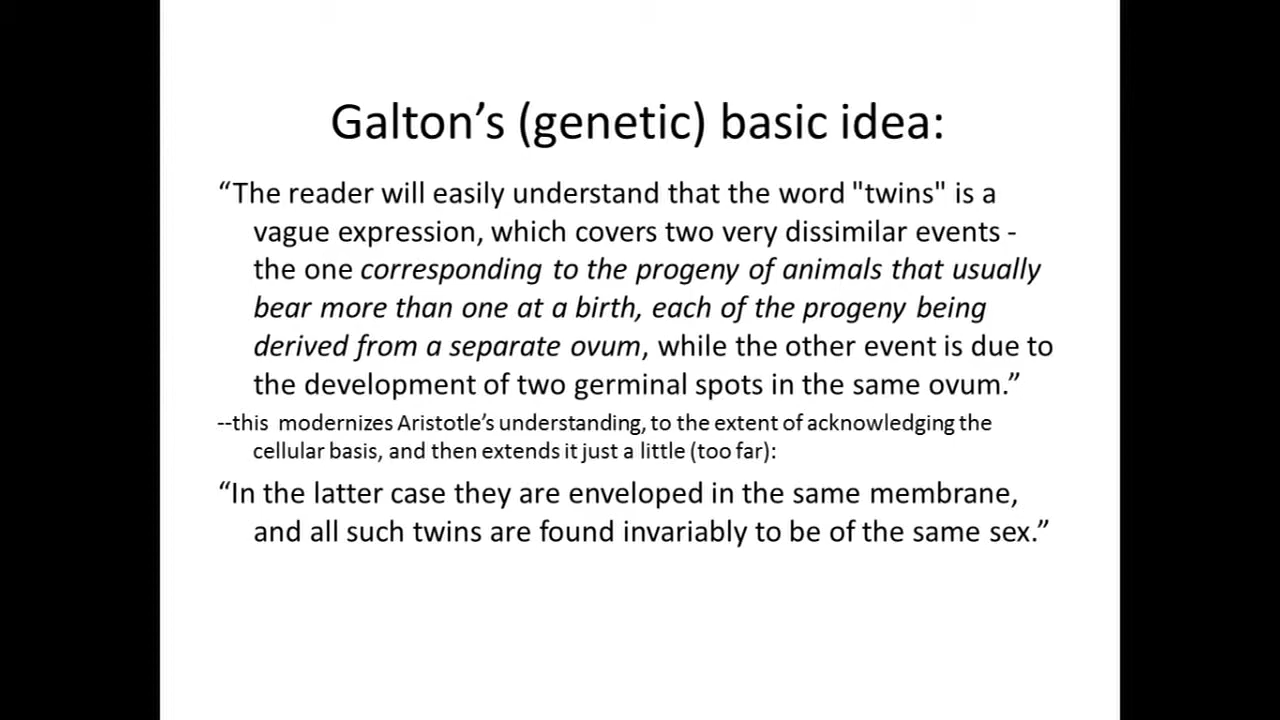 Galton’s (genetic) basic idea:
“The reader will easily understand that the word "twins" is a
vague expression, which covers two very dissimilar events -
the one corresponding to the progeny of animals that usually
bear more than one at a birth, each of the progeny being
derived from a separate ovum, while the other event is due to
the development of two germinal spots in the same ovum.”
--this  modernizes Aristotle’s understanding, to the extent of acknowledging the
cellular basis, and then extends it just a little (too far):
“In the latter case they are enveloped in the same membrane,
and all such twins are found invariably to be of the same sex.”